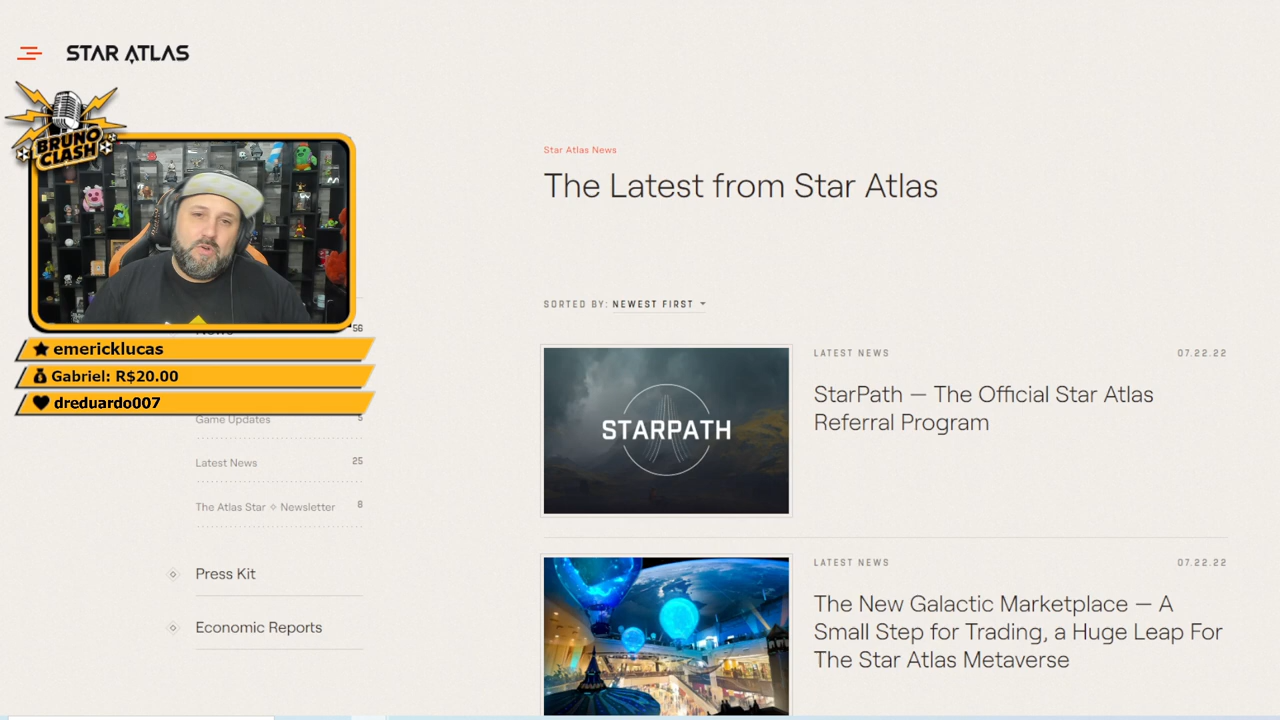 STAR ATLAS
BRUNO
CLASH
emericklucas
Gabriel: R$20.00
dreduardo007
News 56
Game Updates 5
Latest News 25
The Atlas Star ✧ Newsletter 8
Press Kit
Economic Reports
Star Atlas News
The Latest from Star Atlas
SORTED BY: NEWEST FIRST
STARPATH
LATEST NEWS 07.22.22
StarPath — The Official Star Atlas
Referral Program
LATEST NEWS 07.22.22
The New Galactic Marketplace — A
Small Step for Trading, a Huge Leap For
The Star Atlas Metaverse